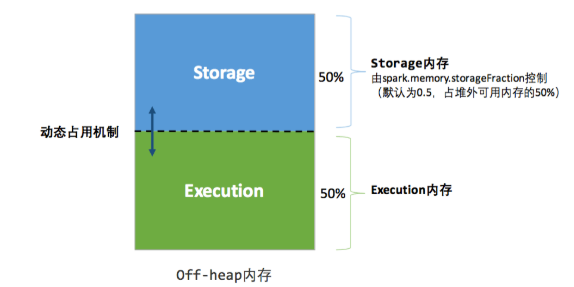 Storage
50%
Storage内存
由spark.memory.storageFraction控制
（默认为0.5，占堆外可用内存的50%）
动态占用机制
Execution
50%
Execution内存
Off-heap内存